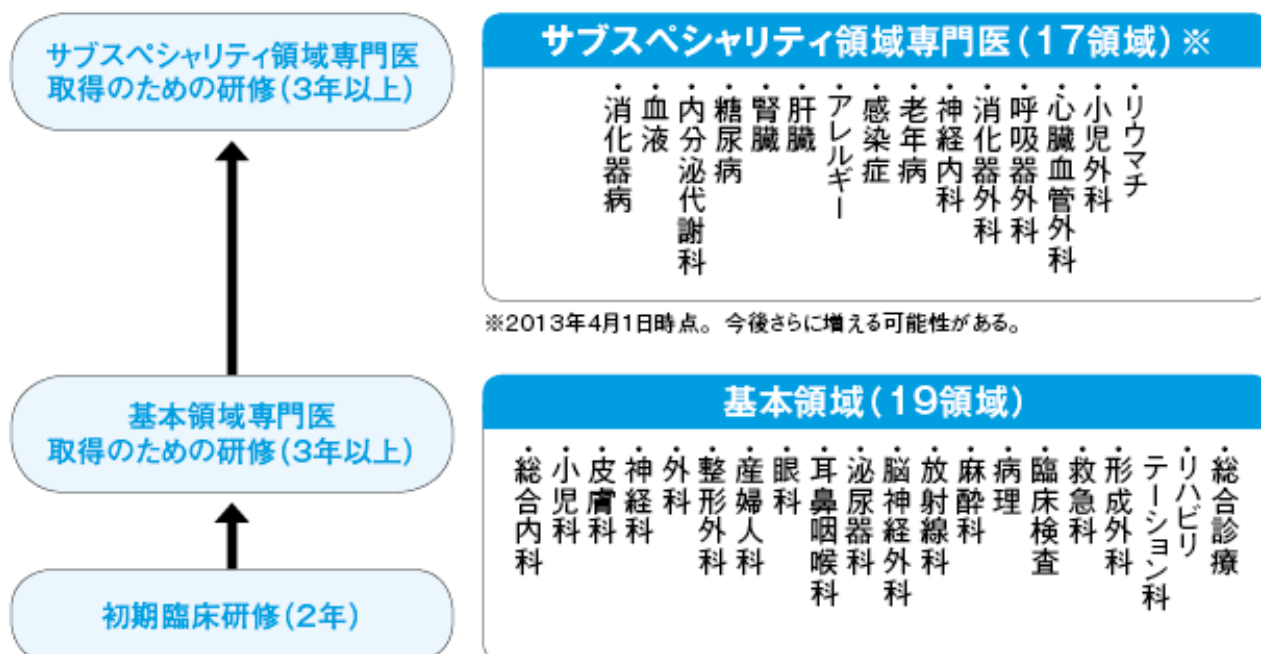 サブスペシャリティ領域専門医
取得のための研修(3年以上)
サブスペシャリティ領域専門医(17領域)※
・消化器病
・血液
・内分泌代謝科
・糖尿病
・腎臓
・肝臓
・アレルギー
・感染症
・老年病
・神経内科
・消化器外科
・呼吸器外科
・心臓血管外科
・小児外科
・リウマチ
※2013年4月1日時点。今後さらに増える可能性がある。
基本領域専門医
取得のための研修(3年以上)
基本領域(19領域)
・総合内科
・小児科
・皮膚科
・神経科
・外科
・整形外科
・産婦人科
・眼科
・耳鼻咽喉科
・泌尿器科
・脳神経外科
・放射線科
・麻酔科
・病理
・臨床検査
・救急科
・形成外科
・リハビリ
テーション科
・総合診療
初期臨床研修(2年)